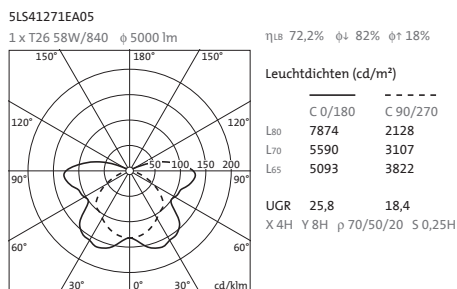 5LS41271EA05
1 x T26 58W/840 ϕ 5000 lm
ηLB 72,2% ϕ↓ 82% ϕ↑ 18%
150° 180° 150°
120° 120°
50 100 150 200
90° 90°
60° 60°
30° 0° 30° cd/klm
Leuchtdichten (cd/m²)
C 0/180 C 90/270
L80 7874 2128
L70 5590 3107
L65 5093 3822
UGR 25,8 18,4
X 4H Y 8H ρ 70/50/20 S 0,25H